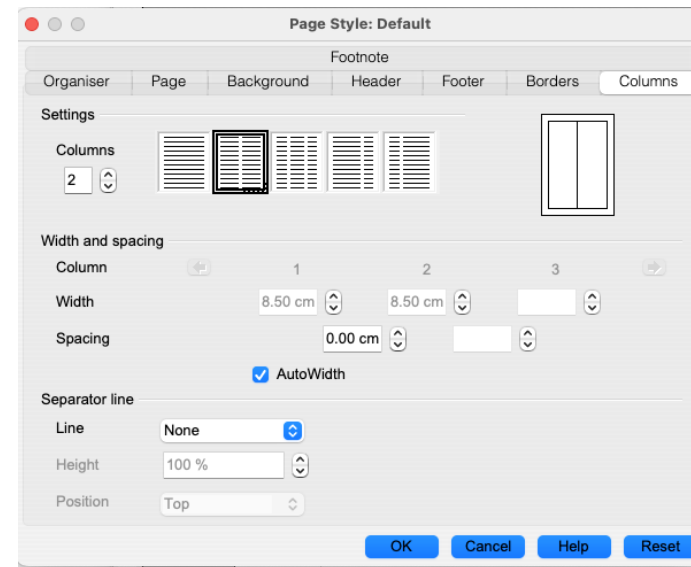 Page Style: Default
Footnote
Organiser Page Background Header Footer Borders Columns
Settings
Columns
2
Width and spacing
Column 1 2 3
Width 8.50 cm 8.50 cm
Spacing 0.00 cm
AutoWidth
Separator line
Line None
Height 100 %
Position Top
OK Cancel Help Reset